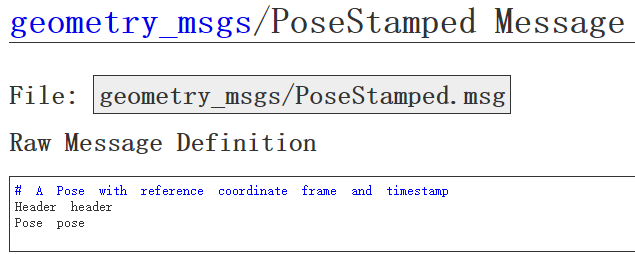 geometry_msgs/PoseStamped Message
File: geometry_msgs/PoseStamped.msg
Raw Message Definition
# A Pose with reference coordinate frame and timestamp
Header header
Pose pose